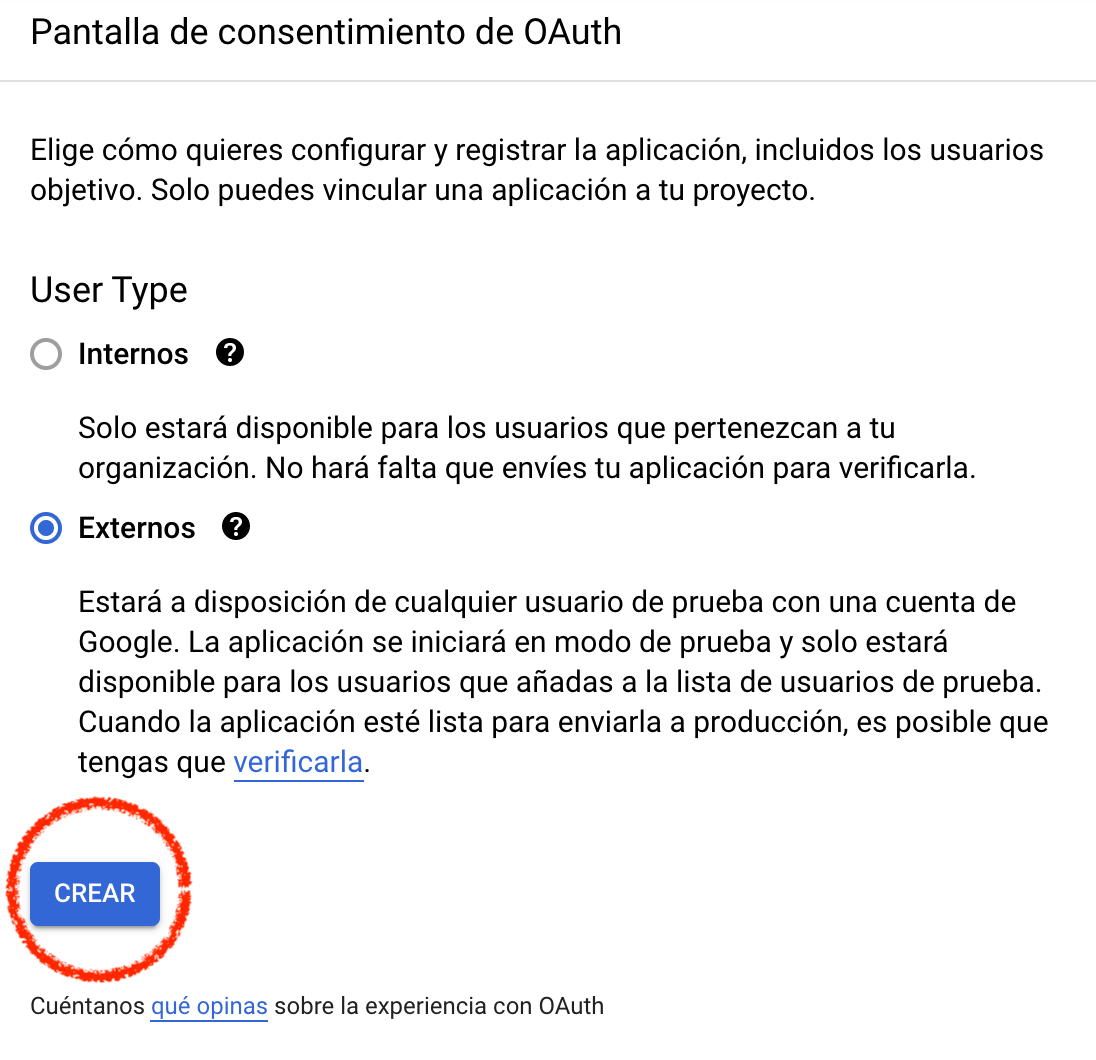 Pantalla de consentimiento de OAuth
Elige cómo quieres configurar y registrar la aplicación, incluidos los usuarios
objetivo. Solo puedes vincular una aplicación a tu proyecto.
User Type
Internos ?
Solo estará disponible para los usuarios que pertenezcan a tu
organización. No hará falta que envíes tu aplicación para verificarla.
Externos ?
Estará a disposición de cualquier usuario de prueba con una cuenta de
Google. La aplicación se iniciará en modo de prueba y solo estará
disponible para los usuarios que añadas a la lista de usuarios de prueba.
Cuando la aplicación esté lista para enviarla a producción, es posible que
tengas que verificarla.
CREAR
Cuéntanos qué opinas sobre la experiencia con OAuth